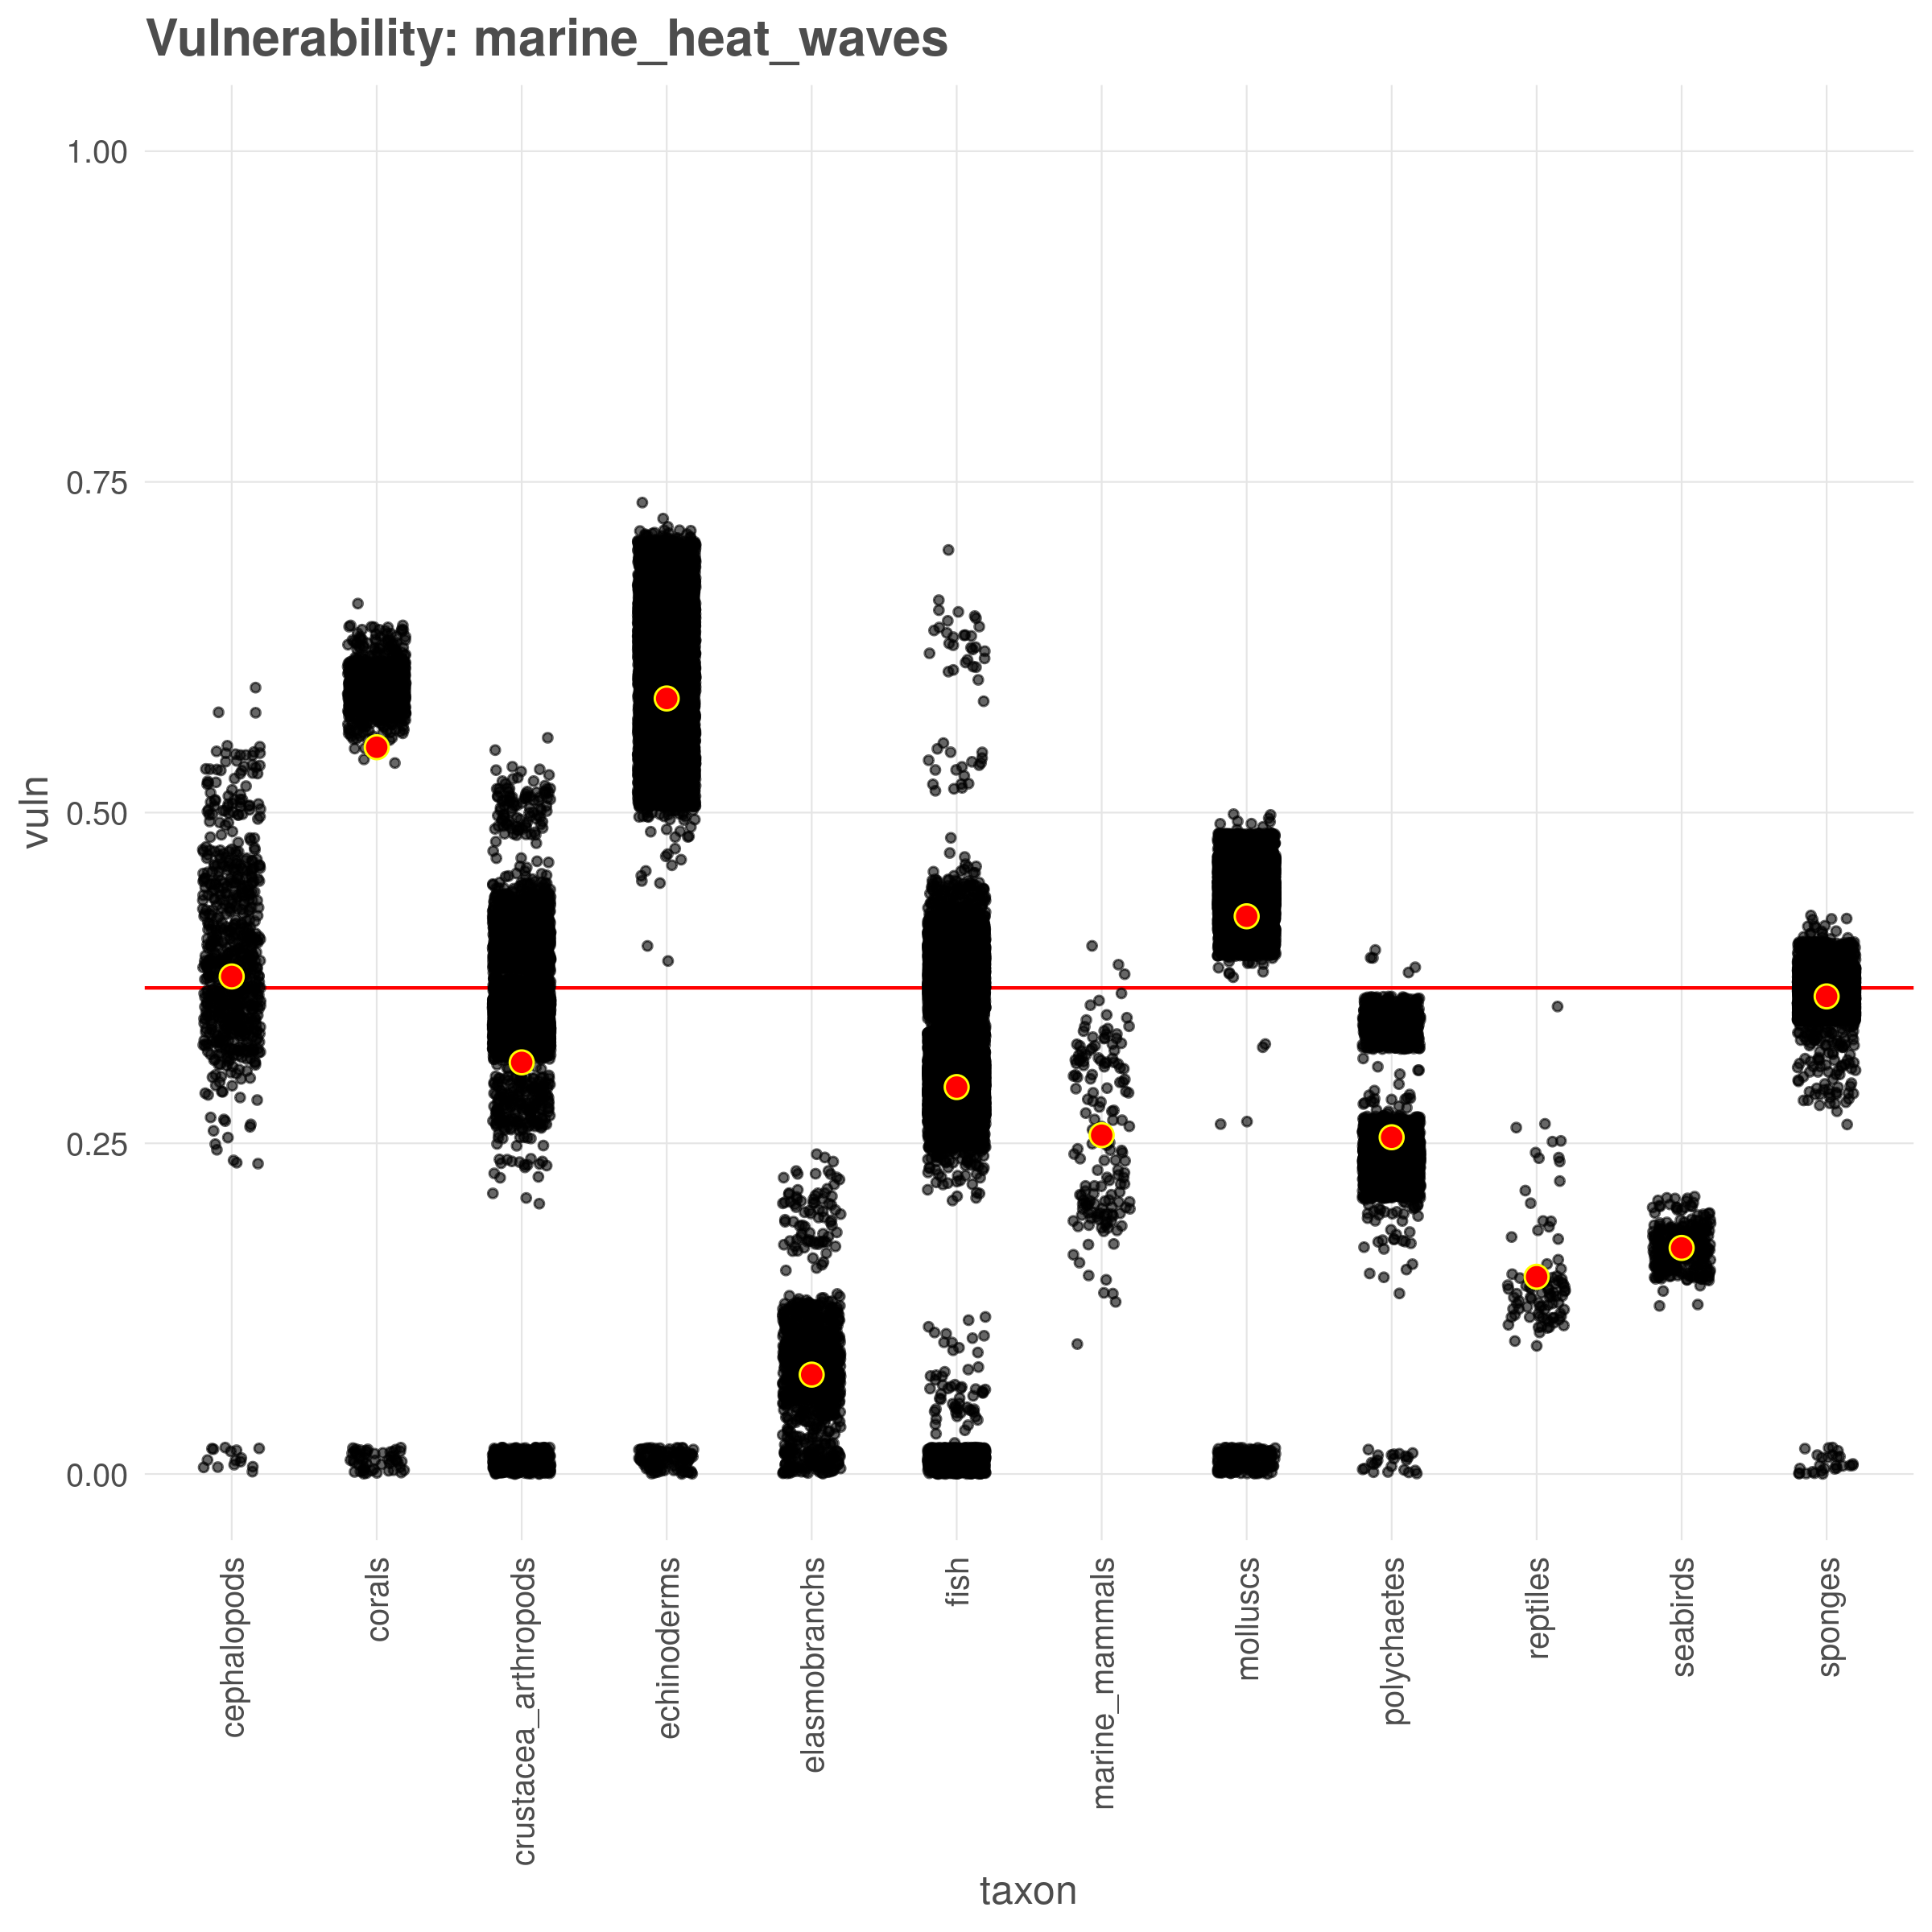 Vulnerability: marine_heat_waves
1.00
0.75
0.50
0.25
0.00
vuln
cephalopods
corals
crustacea_arthropods
echinoderms
elasmobranchs
fish
marine_mammals
molluscs
polychaetes
reptiles
seabirds
sponges
taxon